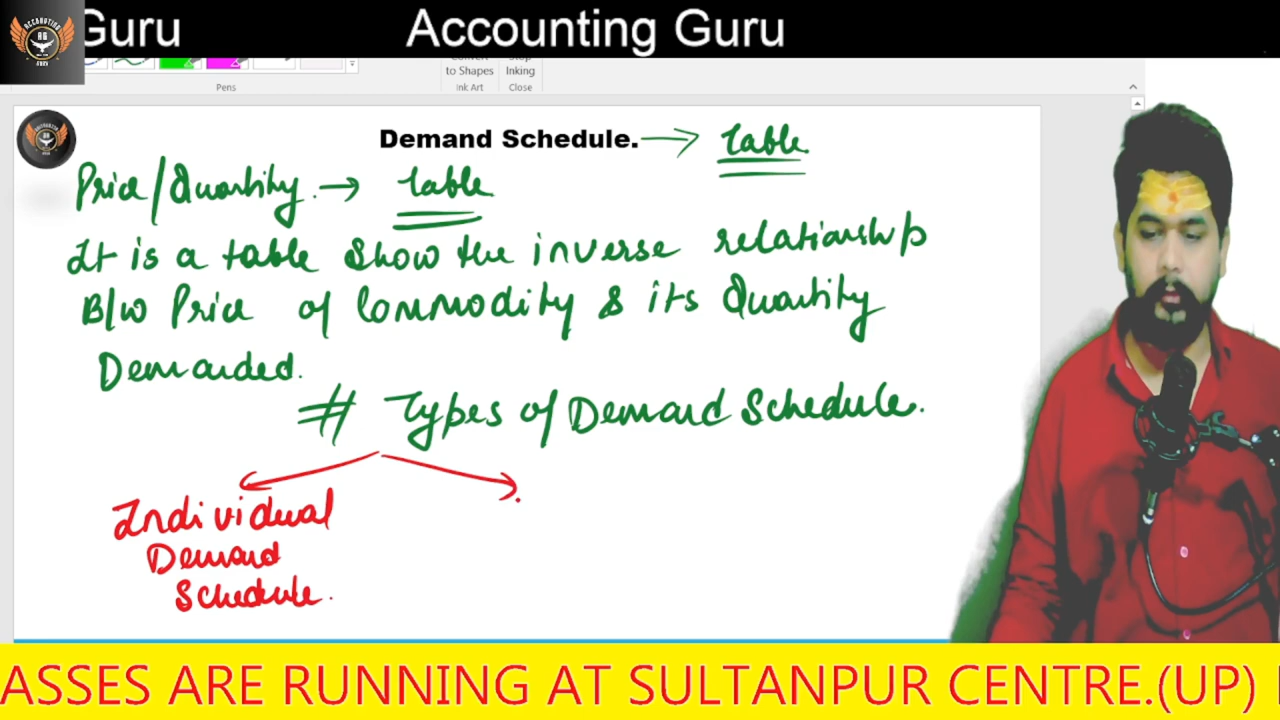 Guru Accounting Guru
to Shapes Inking
Pens Ink Art Close
Demand Schedule. → table
Price/Quantity. → table
It is a table show the inverse relationship
B/w Price of Commodity & its Quantity
Demanded.
# Types of Demand Schedule.
Individual
Demand
Schedule.
ASSES ARE RUNNING AT SULTANPUR CENTRE.(UP)